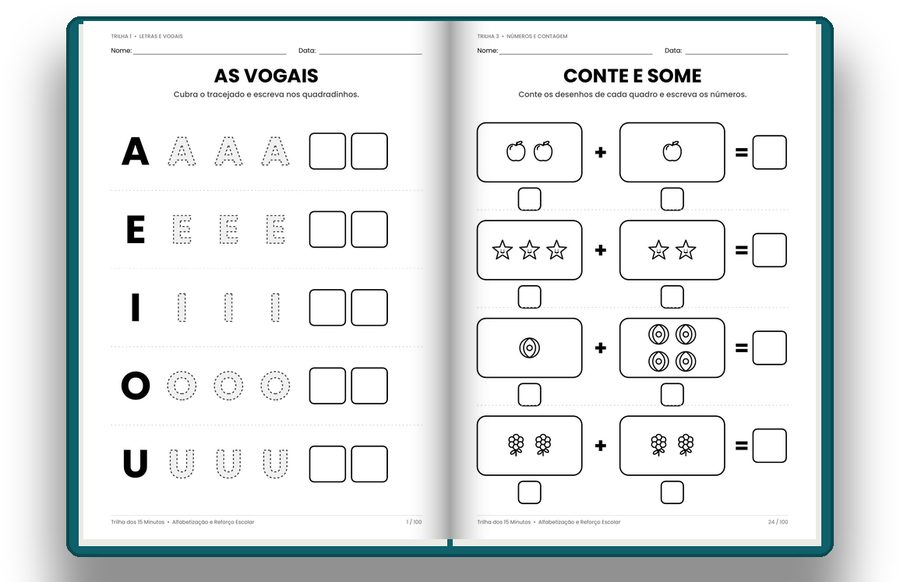 TRILHA 1 • LETRAS E VOGAIS
Nome: Data:
AS VOGAIS
Cubra o tracejado e escreva nos quadradinhos.
A A A A
E E E E
I I I I
O O O O
U U U U
Trilha dos 15 Minutos • Alfabetização e Reforço Escolar 1 / 100
TRILHA 3 • NÚMEROS E CONTAGEM
Nome: Data:
CONTE E SOME
Conte os desenhos de cada quadro e escreva os números.
+ =
+ =
+ =
+ =
Trilha dos 15 Minutos • Alfabetização e Reforço Escolar 24 / 100